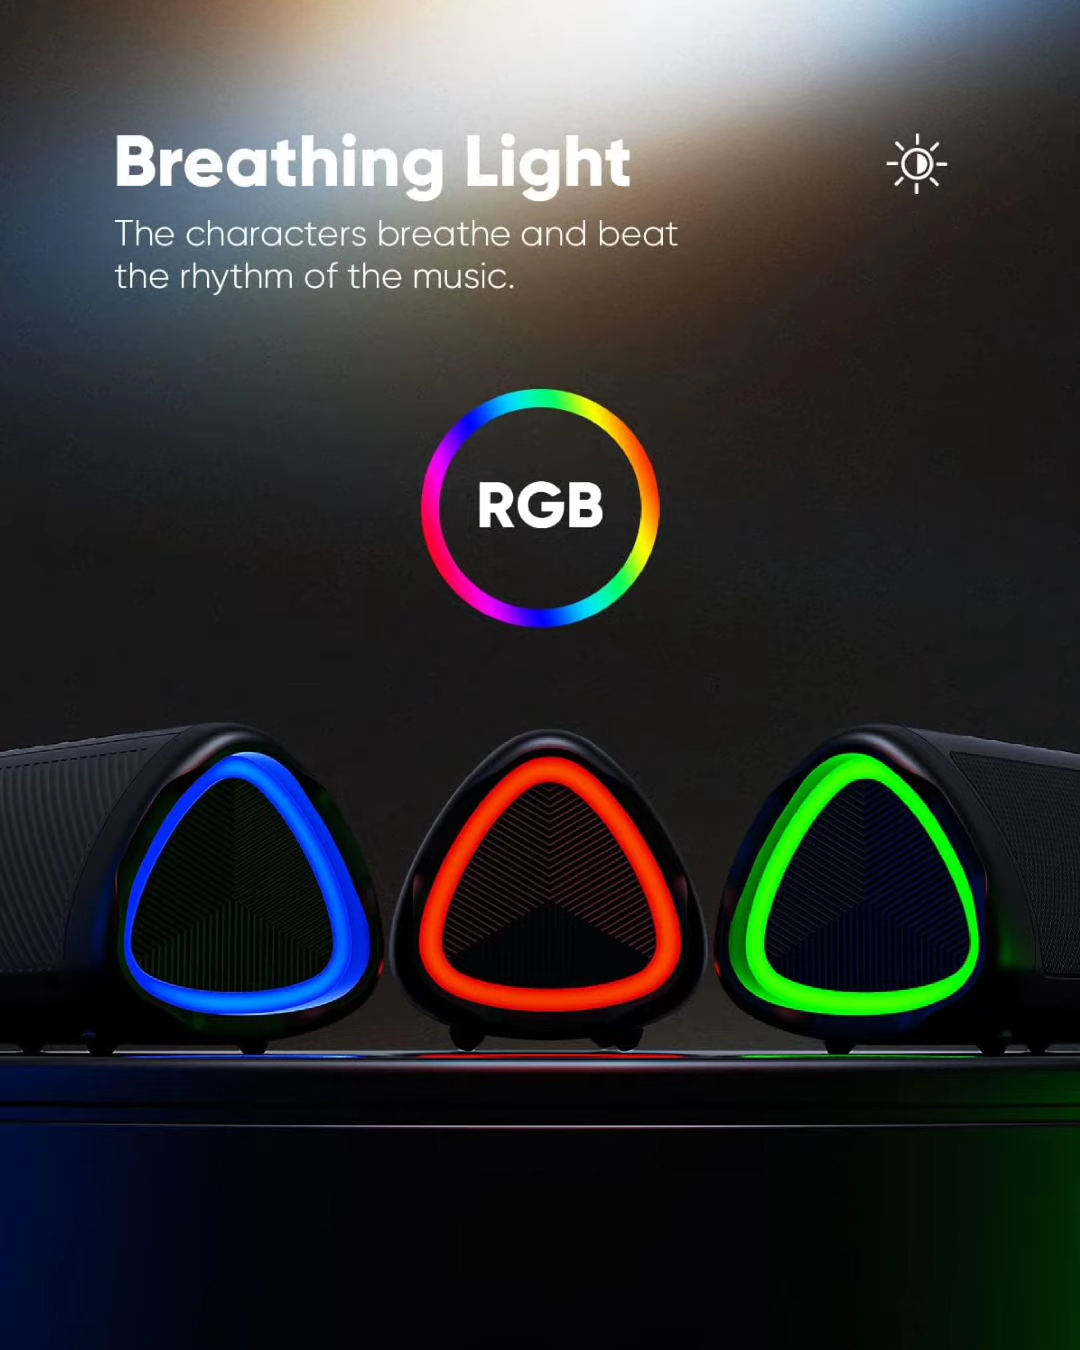 Breathing Light
The characters breathe and beat
the rhythm of the music.
RGB